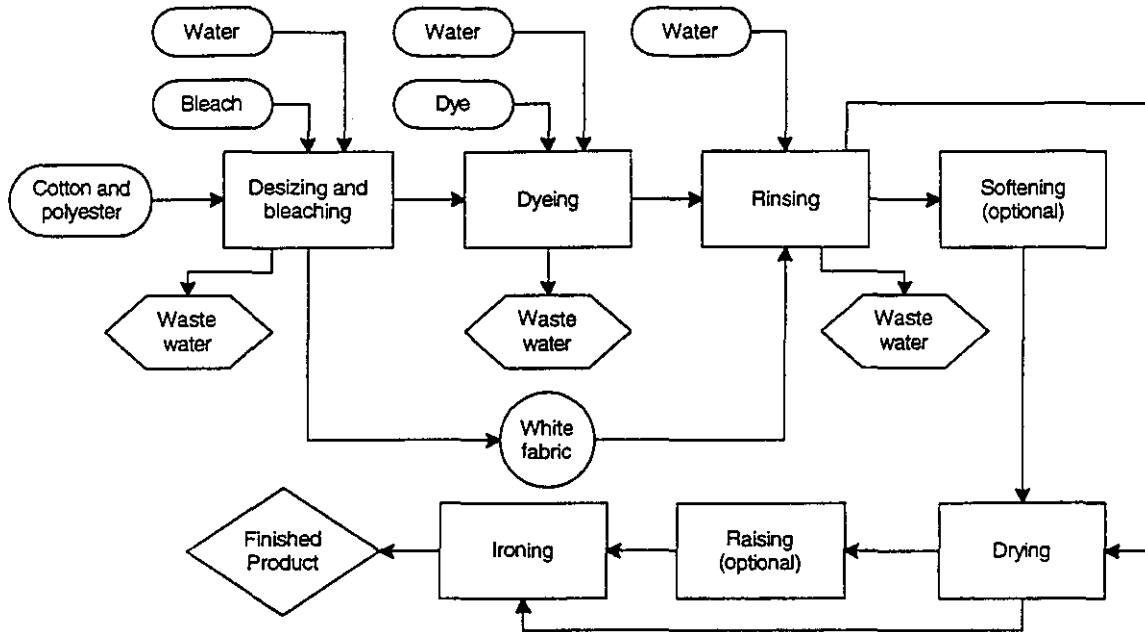 Water
Water
Water
Bleach
Dye
Cotton and
polyester
Desizing and
bleaching
Dyeing
Rinsing
Softening
(optional)
Waste
water
Waste
water
Waste
water
White
fabric
Finished
Product
Ironing
Raising
(optional)
Drying